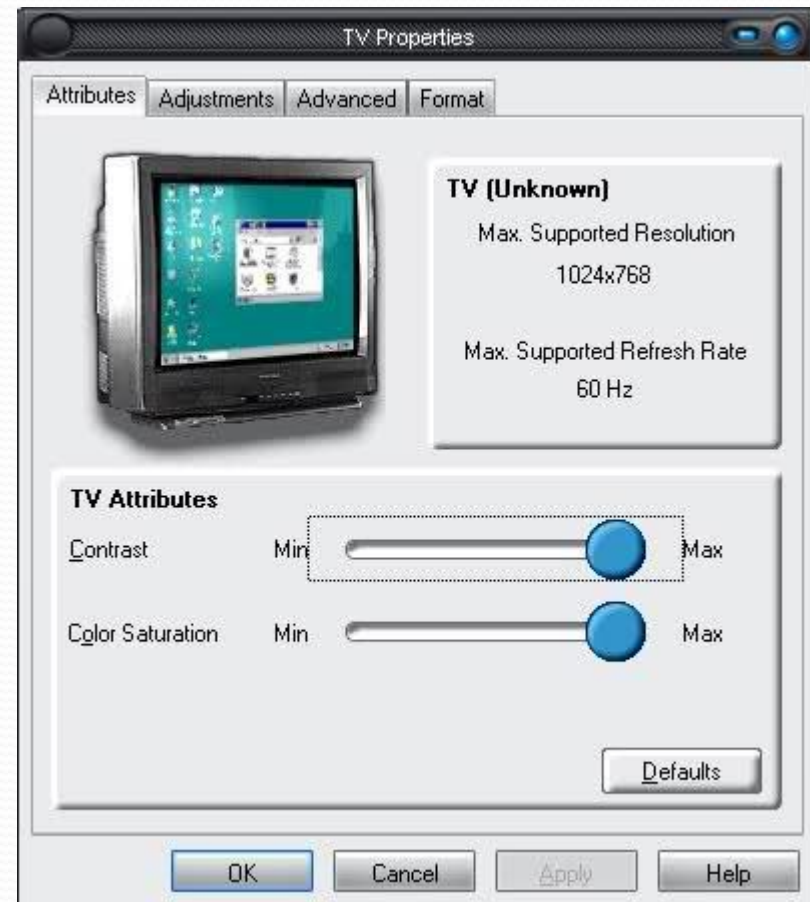 TV Properties
Attributes Adjustments Advanced Format
TV (Unknown)
Max. Supported Resolution
1024x768
Max. Supported Refresh Rate
60 Hz
TV Attributes
Contrast Min Max
Color Saturation Min Max
Defaults
OK Cancel Apply Help